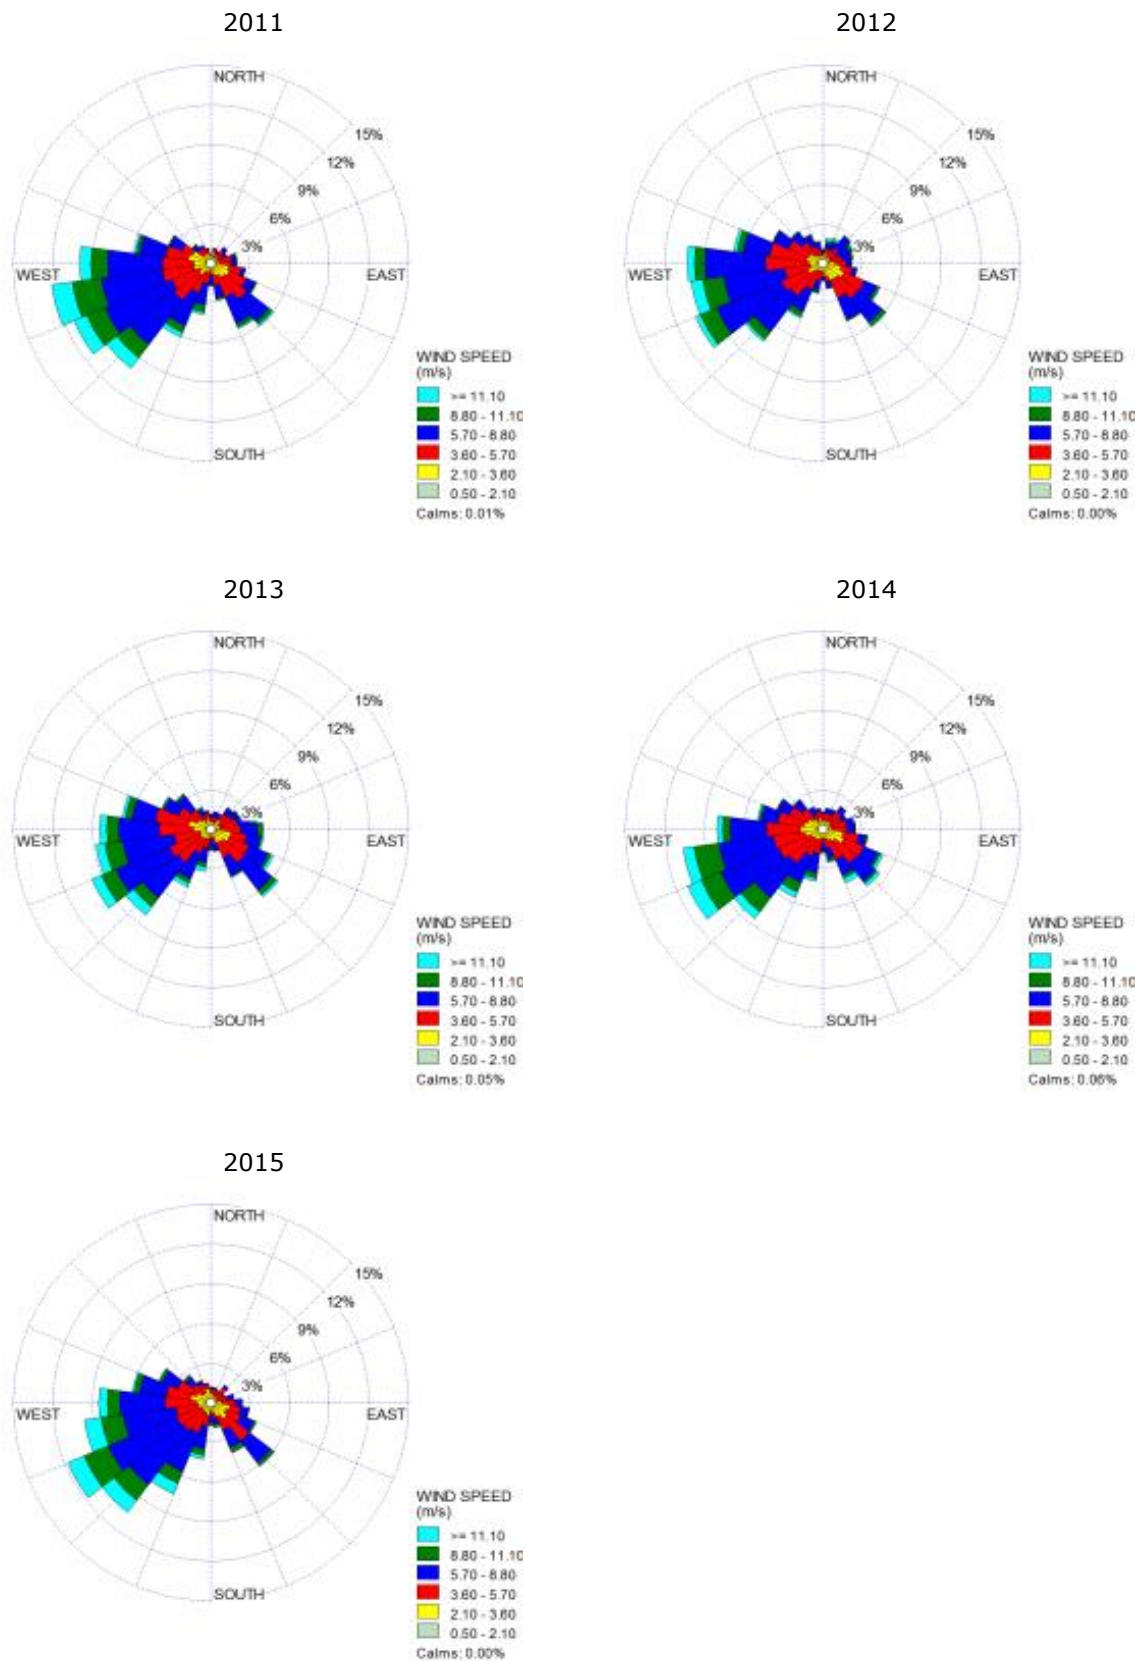 2011
NORTH
15%
12%
9%
6%
3%
WEST
EAST
SOUTH
WIND SPEED
(m/s)
>= 11.10
8.80 - 11.10
5.70 - 8.80
3.60 - 5.70
2.10 - 3.60
0.50 - 2.10
Calms: 0.01%
2012
NORTH
15%
12%
9%
6%
3%
WEST
EAST
SOUTH
WIND SPEED
(m/s)
>= 11.10
8.80 - 11.10
5.70 - 8.80
3.60 - 5.70
2.10 - 3.60
0.50 - 2.10
Calms: 0.00%
2013
NORTH
15%
12%
9%
6%
3%
WEST
EAST
SOUTH
WIND SPEED
(m/s)
>= 11.10
8.80 - 11.10
5.70 - 8.80
3.60 - 5.70
2.10 - 3.60
0.50 - 2.10
Calms: 0.05%
2014
NORTH
15%
12%
9%
6%
3%
WEST
EAST
SOUTH
WIND SPEED
(m/s)
>= 11.10
8.80 - 11.10
5.70 - 8.80
3.60 - 5.70
2.10 - 3.60
0.50 - 2.10
Calms: 0.06%
2015
NORTH
15%
12%
9%
6%
3%
WEST
EAST
SOUTH
WIND SPEED
(m/s)
>= 11.10
8.80 - 11.10
5.70 - 8.80
3.60 - 5.70
2.10 - 3.60
0.50 - 2.10
Calms: 0.00%